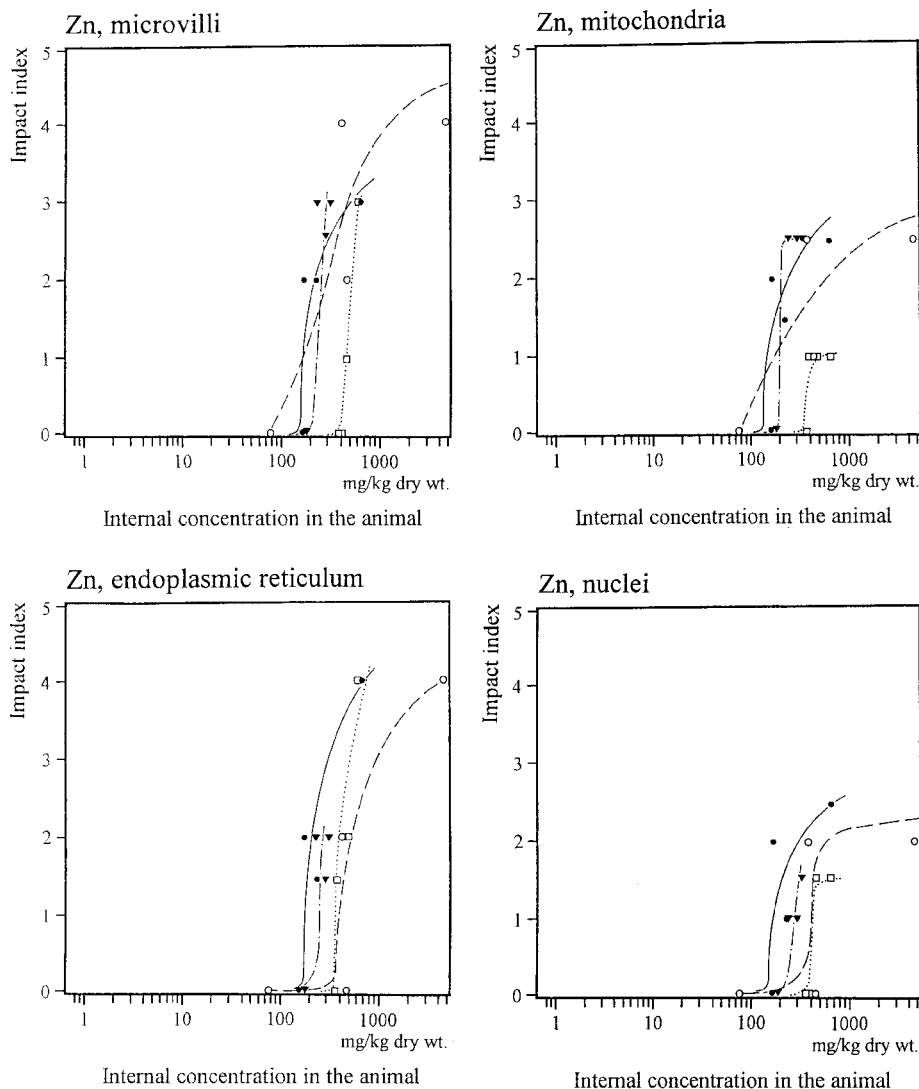 Zn, microvilli
Impact index
5
4
3
2
1
0
1 10 100 1000
mg/kg dry wt.
Internal concentration in the animal
Zn, mitochondria
Impact index
5
4
3
2
1
0
1 10 100 1000
mg/kg dry wt.
Internal concentration in the animal
Zn, endoplasmic reticulum
Impact index
5
4
3
2
1
0
1 10 100 1000
mg/kg dry wt.
Internal concentration in the animal
Zn, nuclei
Impact index
5
4
3
2
1
0
1 10 100 1000
mg/kg dry wt.
Internal concentration in the animal